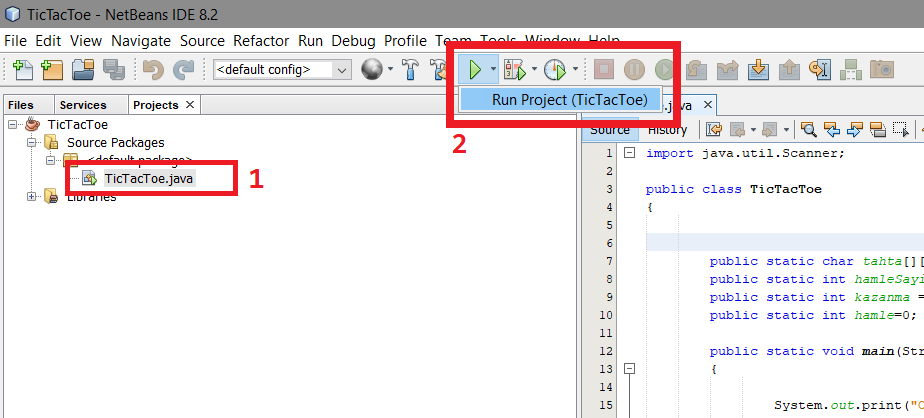 TicTacToe - NetBeans IDE 8.2
File Edit View Navigate Source Refactor Run Debug Profile Team Tools Window Help
<default config>
Files Services Projects
.java
Run Project (TicTacToe)
2
Source History
TicTacToe
Source Packages
<default package>
TicTacToe.java
1
Libraries
1 import java.util.Scanner;
2
3 public class TicTacToe
4 {
5
6
7 public static char tahta[][
8 public static int hamleSayi
9 public static int kazanma =
10 public static int hamle=0;
11
12 public static void main(Str
13 {
14
15 System.out.print("